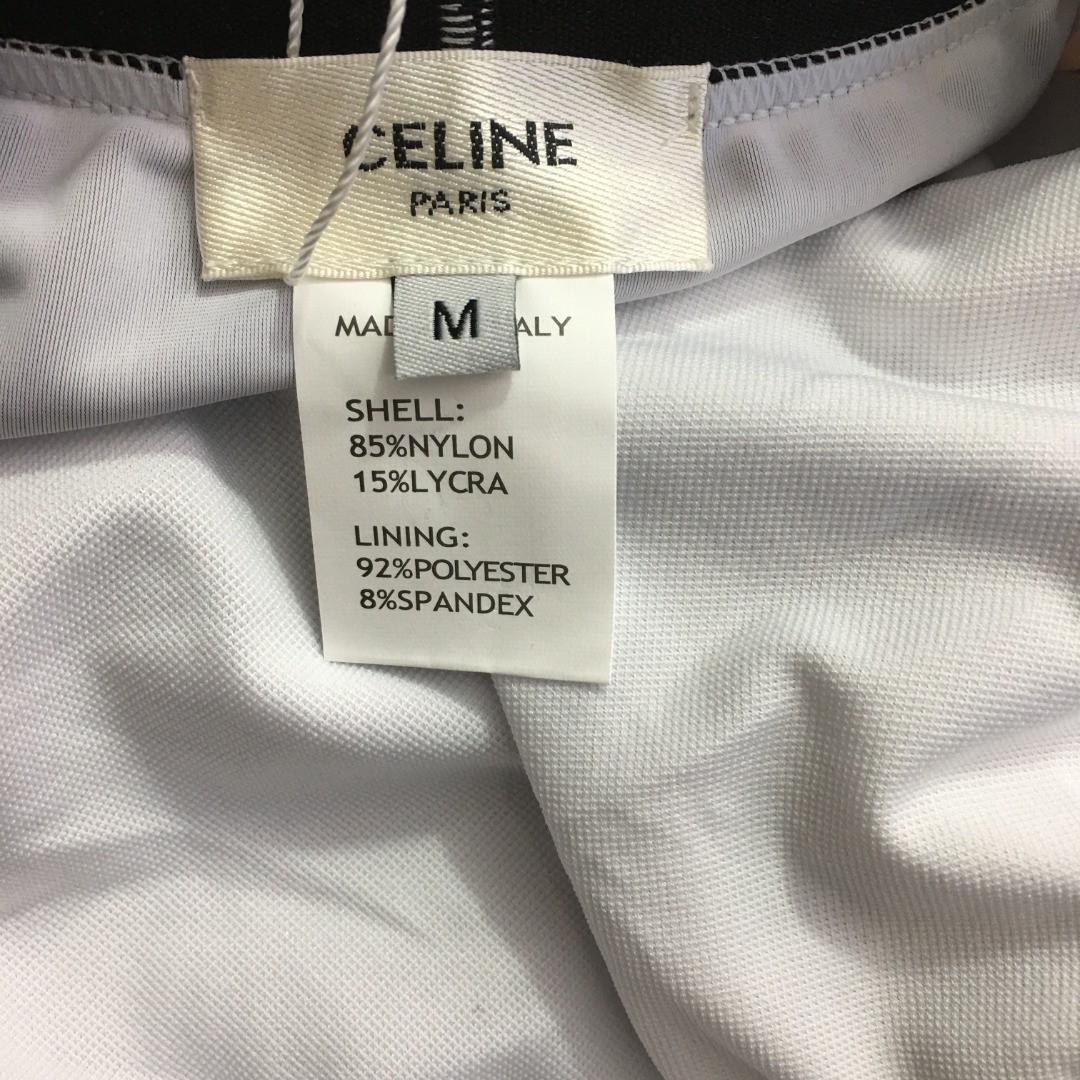 CELINE
PARIS
M
MAD ALY
SHELL:
85%NYLON
15%LYCRA
LINING:
92%POLYESTER
8%SPANDEX